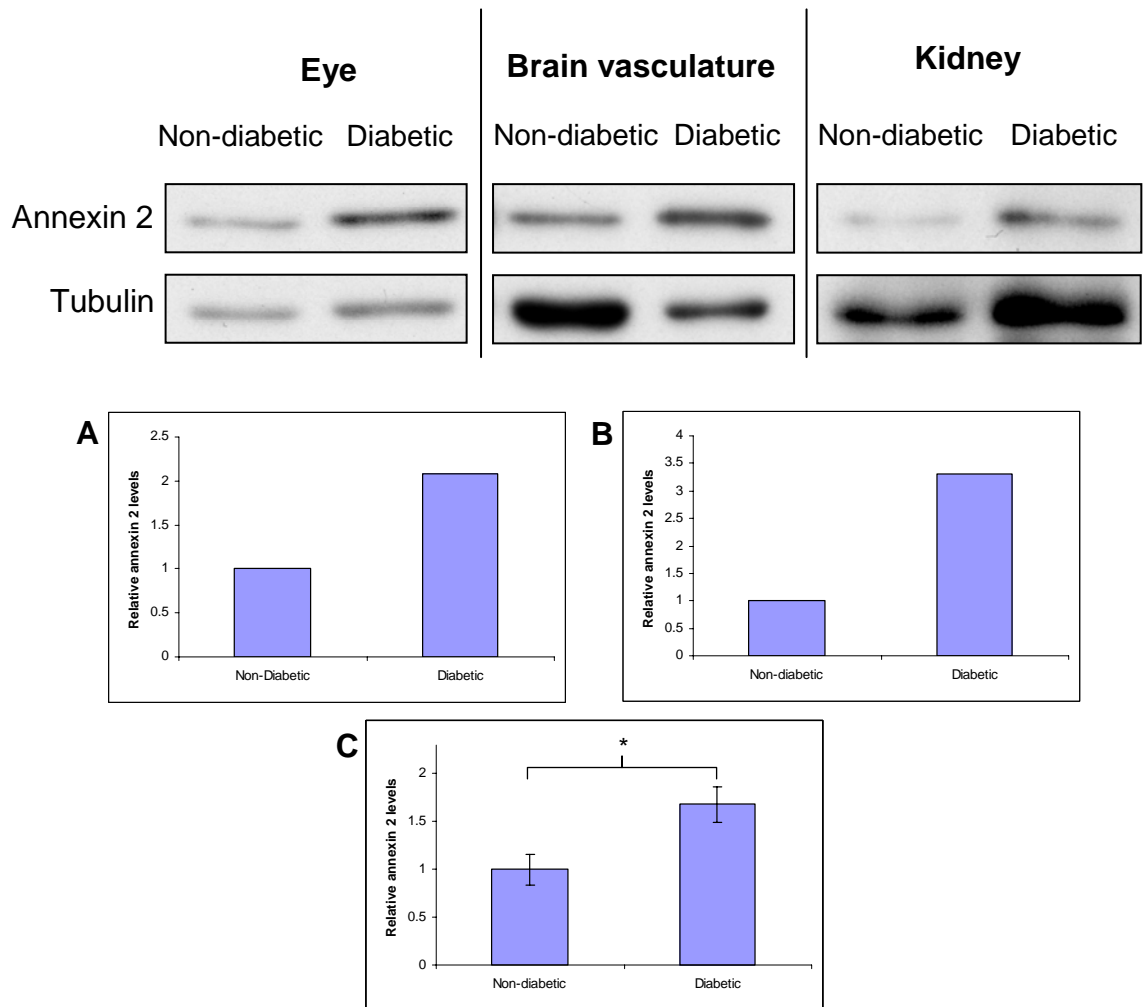 Eye Brain vasculature Kidney
Non-diabetic Diabetic Non-diabetic Diabetic Non-diabetic Diabetic
Annexin 2
Tubulin
A
2.5
2
1.5
1
0.5
0
Relative annexin 2 levels
Non-Diabetic Diabetic
B
4
3.5
3
2.5
2
1.5
1
0.5
0
Relative annexin 2 levels
Non-diabetic Diabetic
C
*
2
1.5
1
0.5
0
Relative annexin 2 levels
Non-diabetic Diabetic